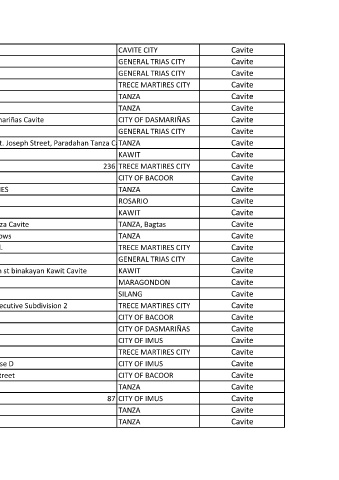 CAVITE CITY Cavite
GENERAL TRIAS CITY Cavite
GENERAL TRIAS CITY Cavite
TRECE MARTIRES CITY Cavite
TANZA Cavite
TANZA Cavite
mariñas Cavite CITY OF DASMARIÑAS Cavite
GENERAL TRIAS CITY Cavite
t. Joseph Street, Paradahan Tanza C TANZA Cavite
KAWIT Cavite
236 TRECE MARTIRES CITY Cavite
CITY OF BACOOR Cavite
IES TANZA Cavite
ROSARIO Cavite
KAWIT Cavite
za Cavite TANZA, Bagtas Cavite
ows TANZA Cavite
TRECE MARTIRES CITY Cavite
GENERAL TRIAS CITY Cavite
st binakayan Kawit Cavite KAWIT Cavite
MARAGONDON Cavite
SILANG Cavite
ecutive Subdivision 2 TRECE MARTIRES CITY Cavite
CITY OF BACOOR Cavite
CITY OF DASMARIÑAS Cavite
CITY OF IMUS Cavite
TRECE MARTIRES CITY Cavite
se D CITY OF IMUS Cavite
treet CITY OF BACOOR Cavite
TANZA Cavite
87 CITY OF IMUS Cavite
TANZA Cavite
TANZA Cavite